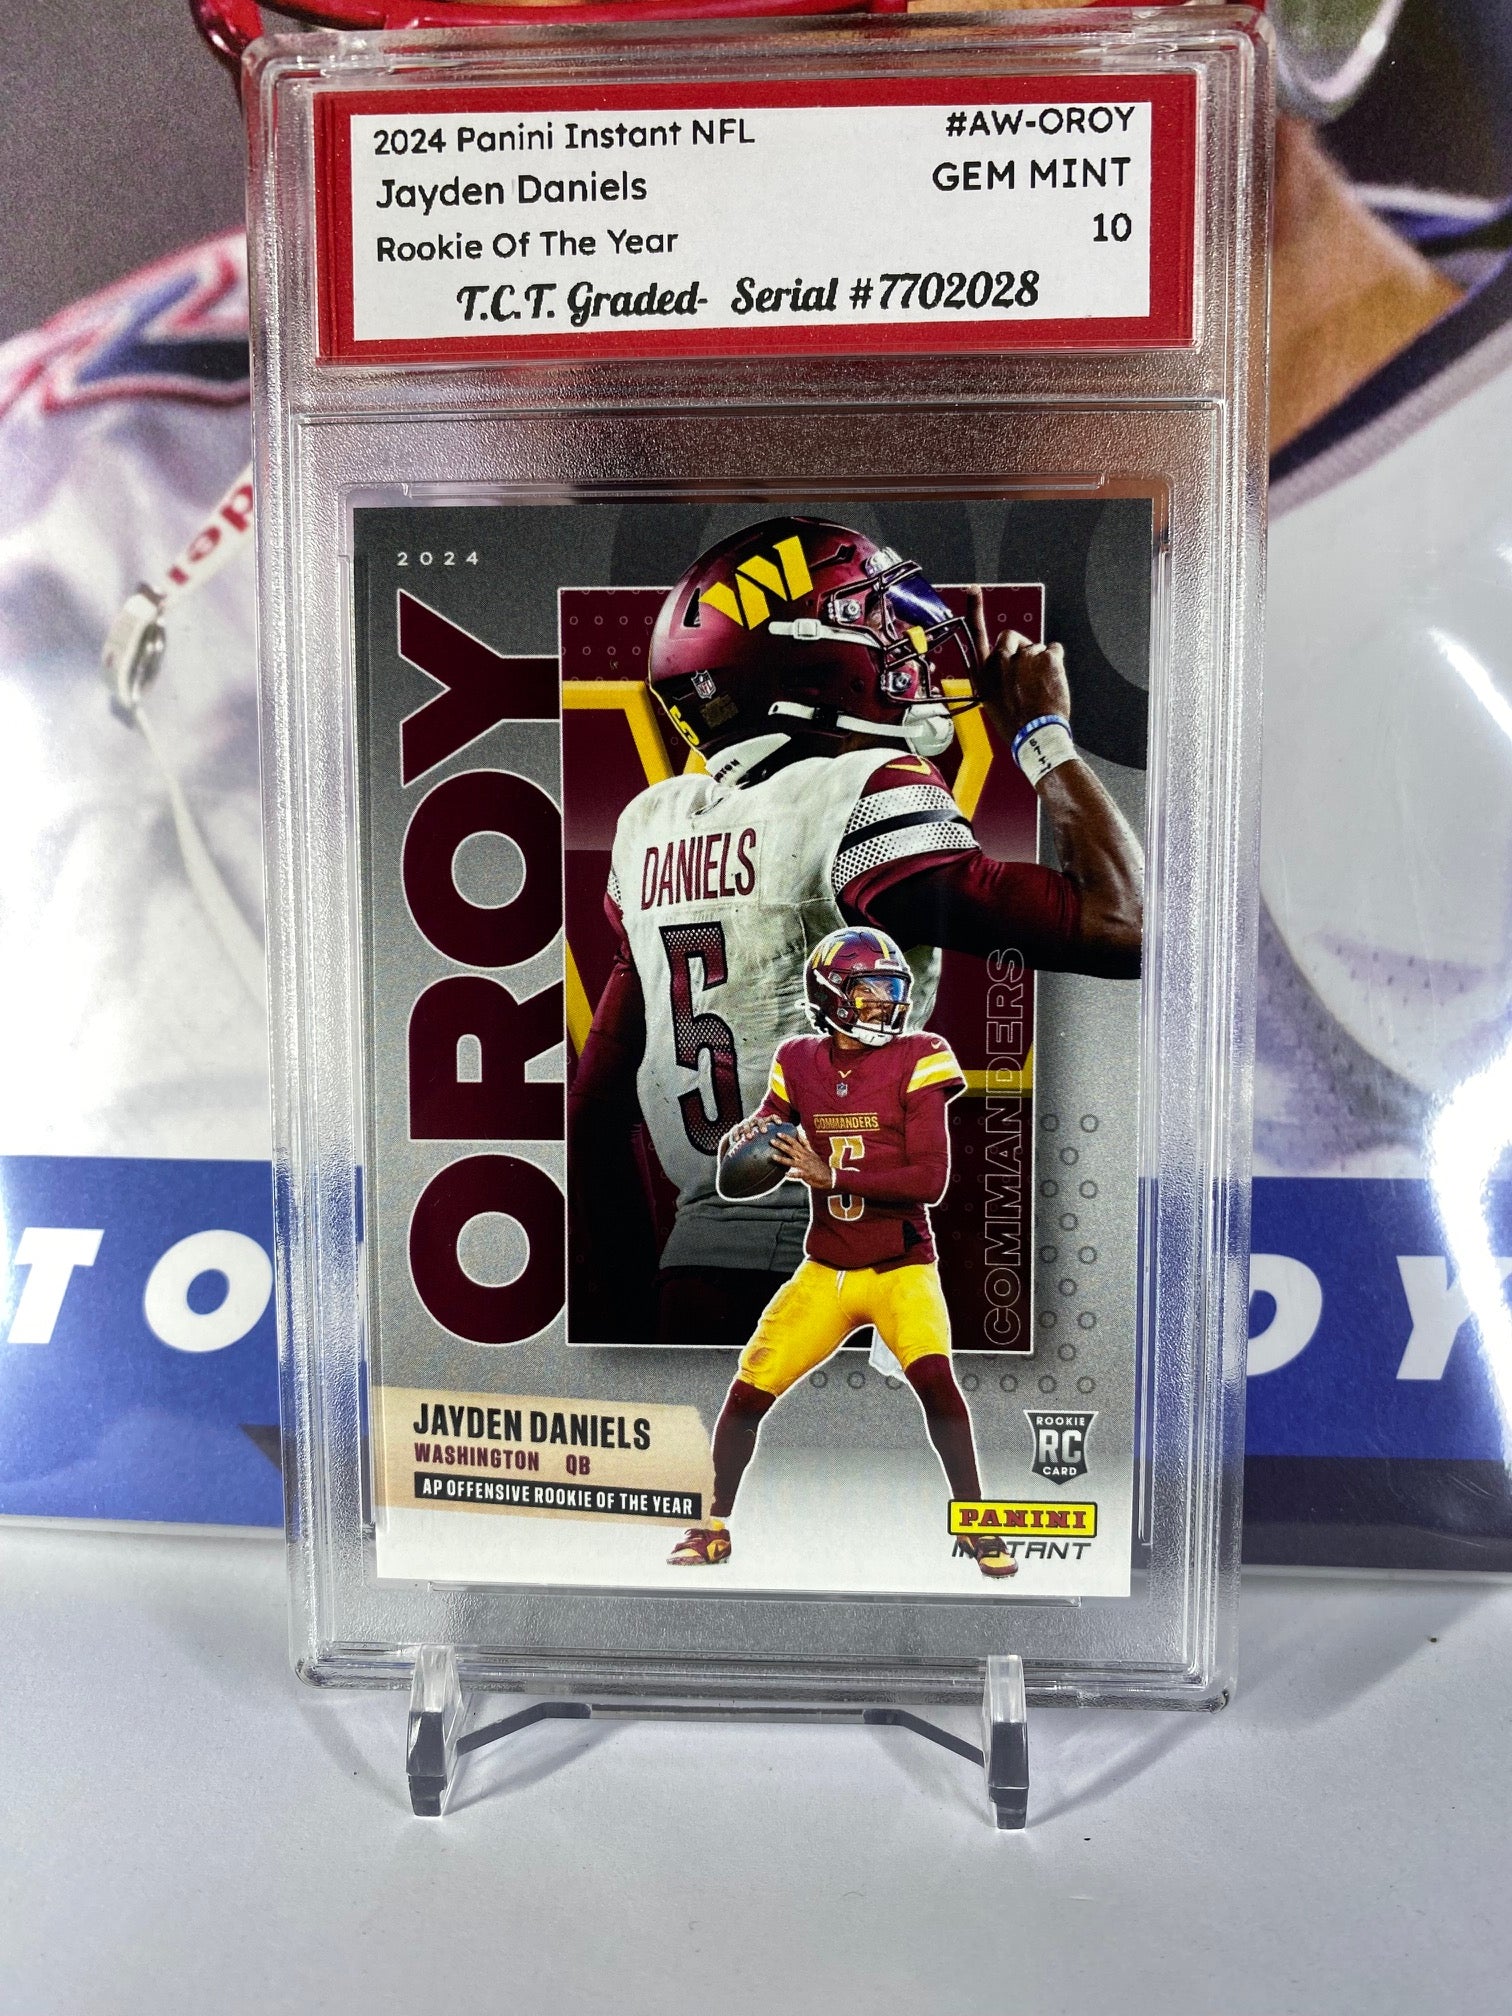 2024 Panini Instant NFL #AW-OROY
Jayden Daniels GEM MINT
Rookie Of The Year 10
T.C.T. Graded- Serial #7702028
2024
OROY
DANIELS
5
5
COMMANDERS
5
COMMANDERS
JAYDEN DANIELS
WASHINGTON QB
AP OFFENSIVE ROOKIE OF THE YEAR
ROOKIE
RC
CARD
PANINI
INSTANT